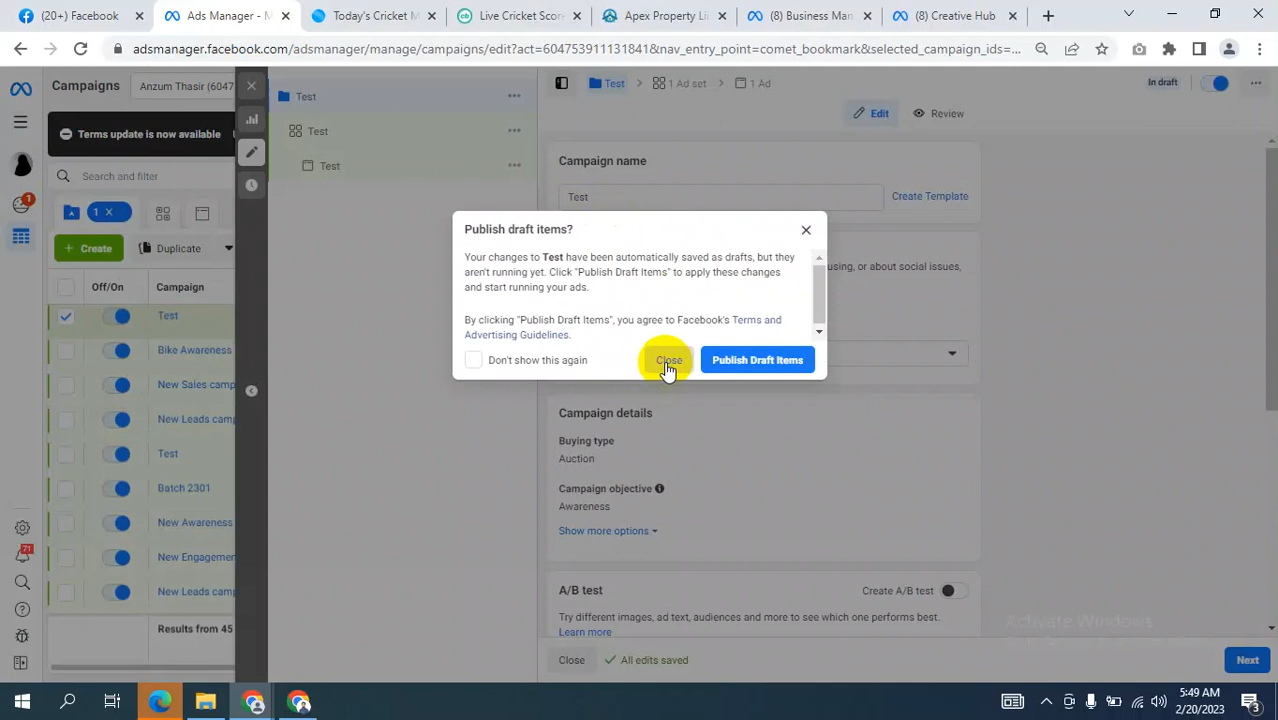 (20+) Facebook
Ads Manager - M
Today's Cricket M
Live Cricket Scor
Apex Property Li
(8) Business Man
(8) Creative Hub
adsmanager.facebook.com/adsmanager/manage/campaigns/edit?act=604753911131841&nav_entry_point=comet_bookmark&selected_campaign_ids=...
Campaigns
Anzum Thasir (6047
Test
1 Ad set
1 Ad
In draft
Test
Edit
Review
Terms update is now available
Test
Campaign name
Search and filter
Test
Test
Create Template
1
Publish draft items?
Create
Duplicate
Your changes to Test have been automatically saved as drafts, but they
aren't running yet. Click "Publish Draft Items" to apply these changes
and start running your ads.
using, or about social issues,
Off/On
Campaign
Test
By clicking "Publish Draft Items", you agree to Facebook's Terms and
Advertising Guidelines.
Bike Awareness
Don't show this again
Close
Publish Draft Items
New Sales camp
New Leads camp
Campaign details
Buying type
Auction
Test
Batch 2301
Campaign objective
Awareness
New Awareness
Show more options
New Engagemen
New Leads camp
A/B test
Create A/B test
Try different images, ad text, audiences and more to see which one performs best.
Learn more
Activate Windows
Results from 45
71
Close
All edits saved
Next
5:49 AM
2/20/2023
3